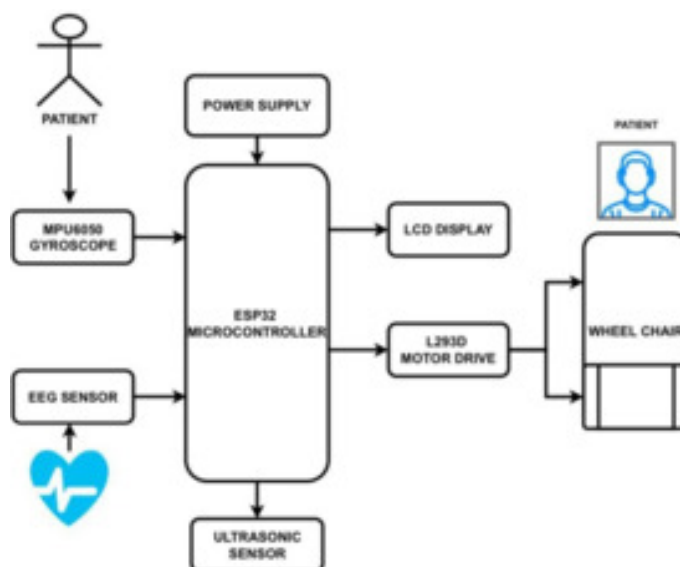 PATIENT
POWER SUPPLY
PATIENT
MPU6050
GYROSCOPE
LCD DISPLAY
ESP32
MICROCONTROLLER
L293D
MOTOR DRIVE
WHEEL CHAIR
EEG SENSOR
ULTRASONIC
SENSOR